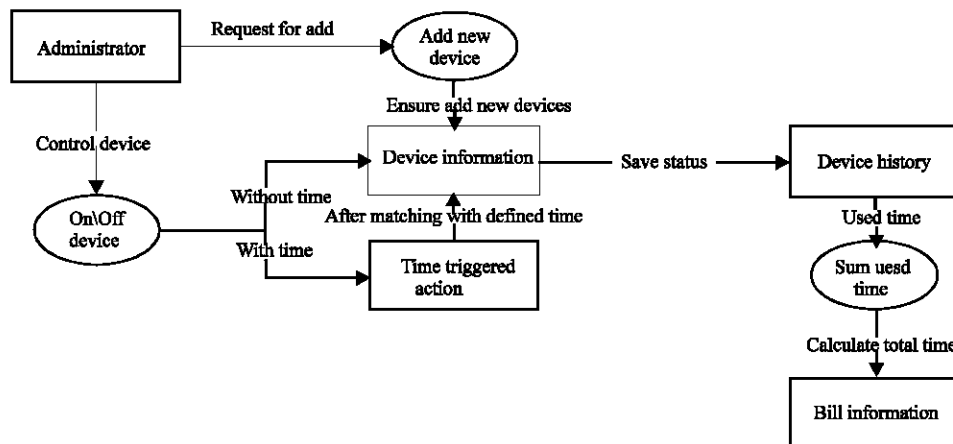 Request for add
Administrator
Add new
device
Ensure add new devices
Control device
Device information
Save status
Device history
Without time
After matching with defined time
Used time
On\Off
device
With time
Time triggered
action
Sum uesd
time
Calculate total time
Bill information